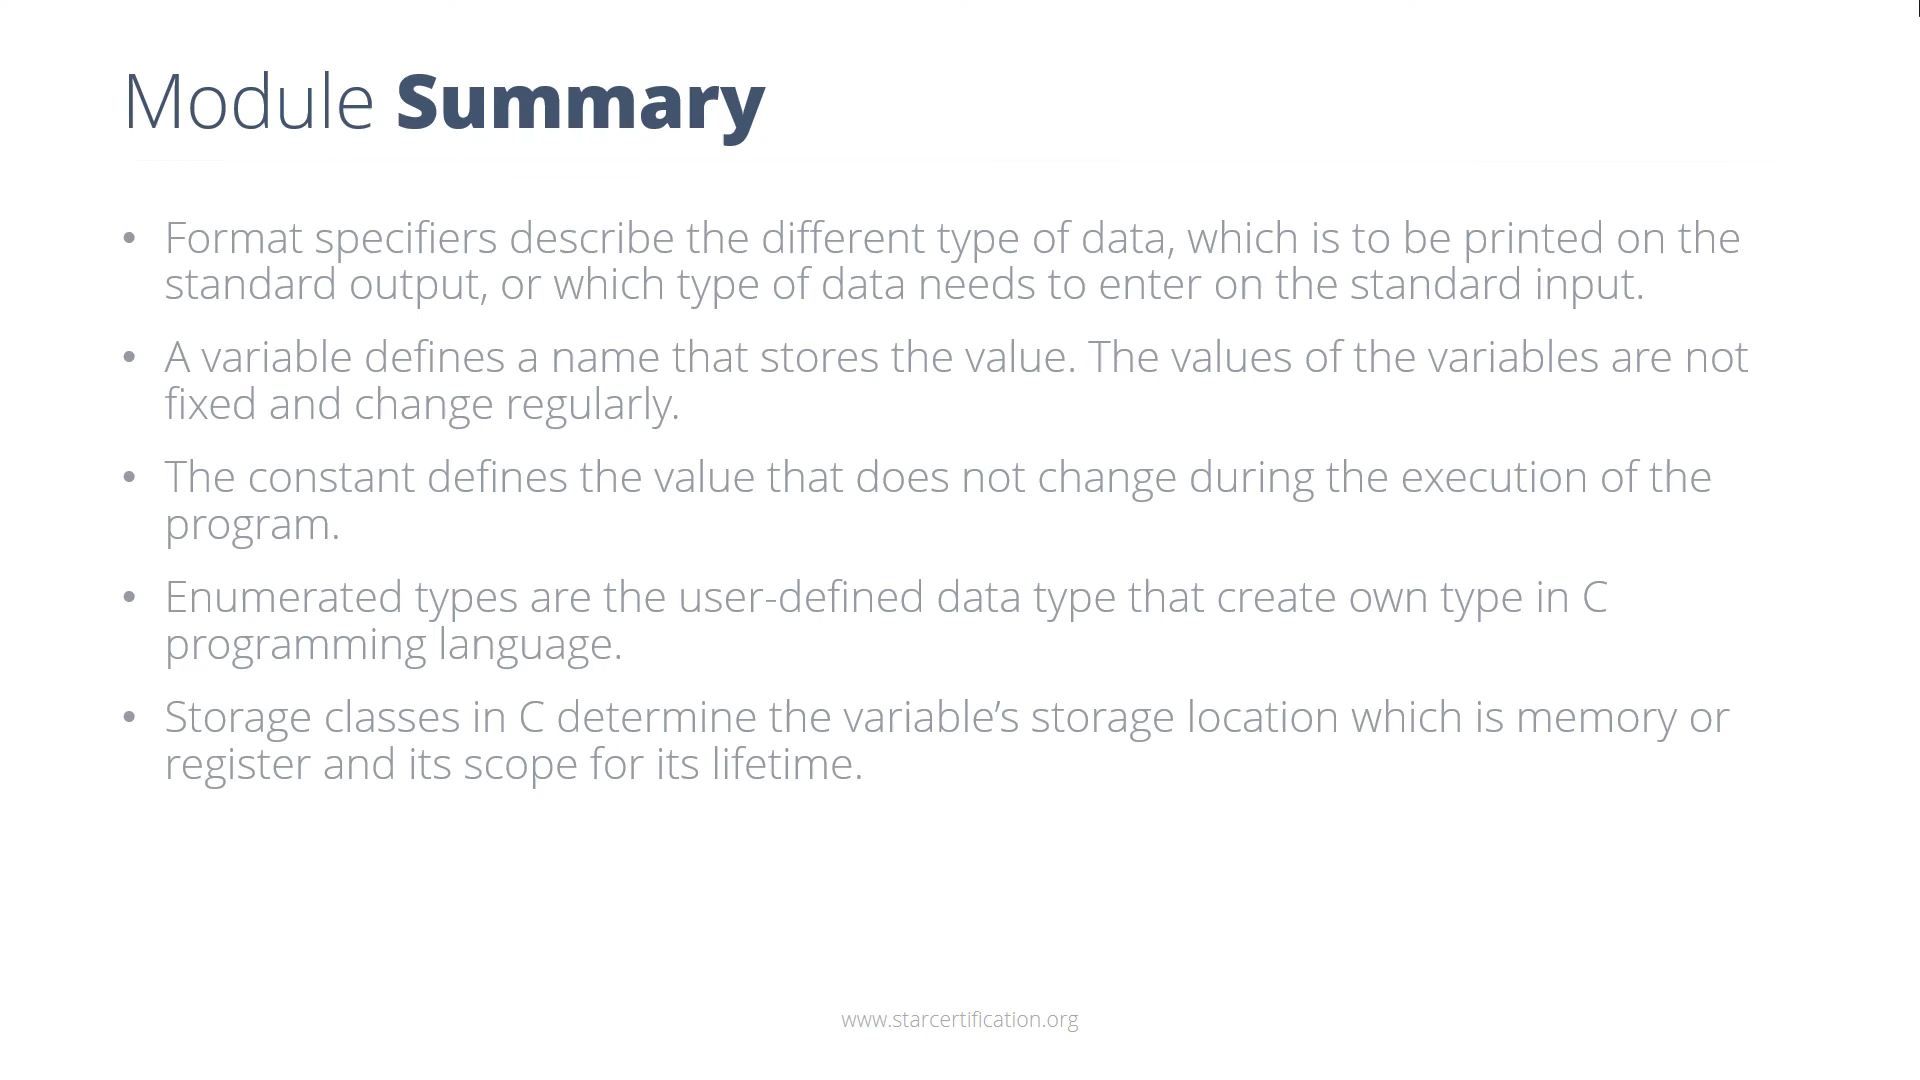 Module Summary
• Format specifiers describe the different type of data, which is to be printed on the
standard output, or which type of data needs to enter on the standard input.
• A variable defines a name that stores the value. The values of the variables are not
fixed and change regularly.
• The constant defines the value that does not change during the execution of the
program.
• Enumerated types are the user-defined data type that create own type in C
programming language.
• Storage classes in C determine the variable’s storage location which is memory or
register and its scope for its lifetime.
www.starcertification.org